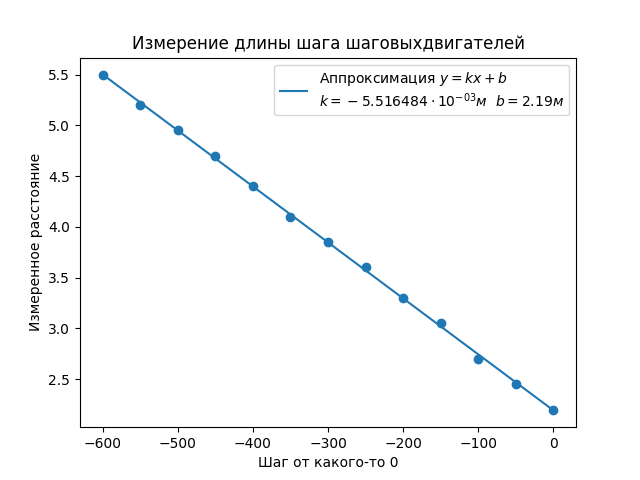 Измерение длины шага шаговыхдвигателей
Аппроксимация y = kx + b
k = − 5.516484 · 10⁻⁰³м b = 2.19м
5.5
5.0
4.5
4.0
3.5
3.0
2.5
Измеренное расстояние
−600 −500 −400 −300 −200 −100 0
Шаг от какого-то 0